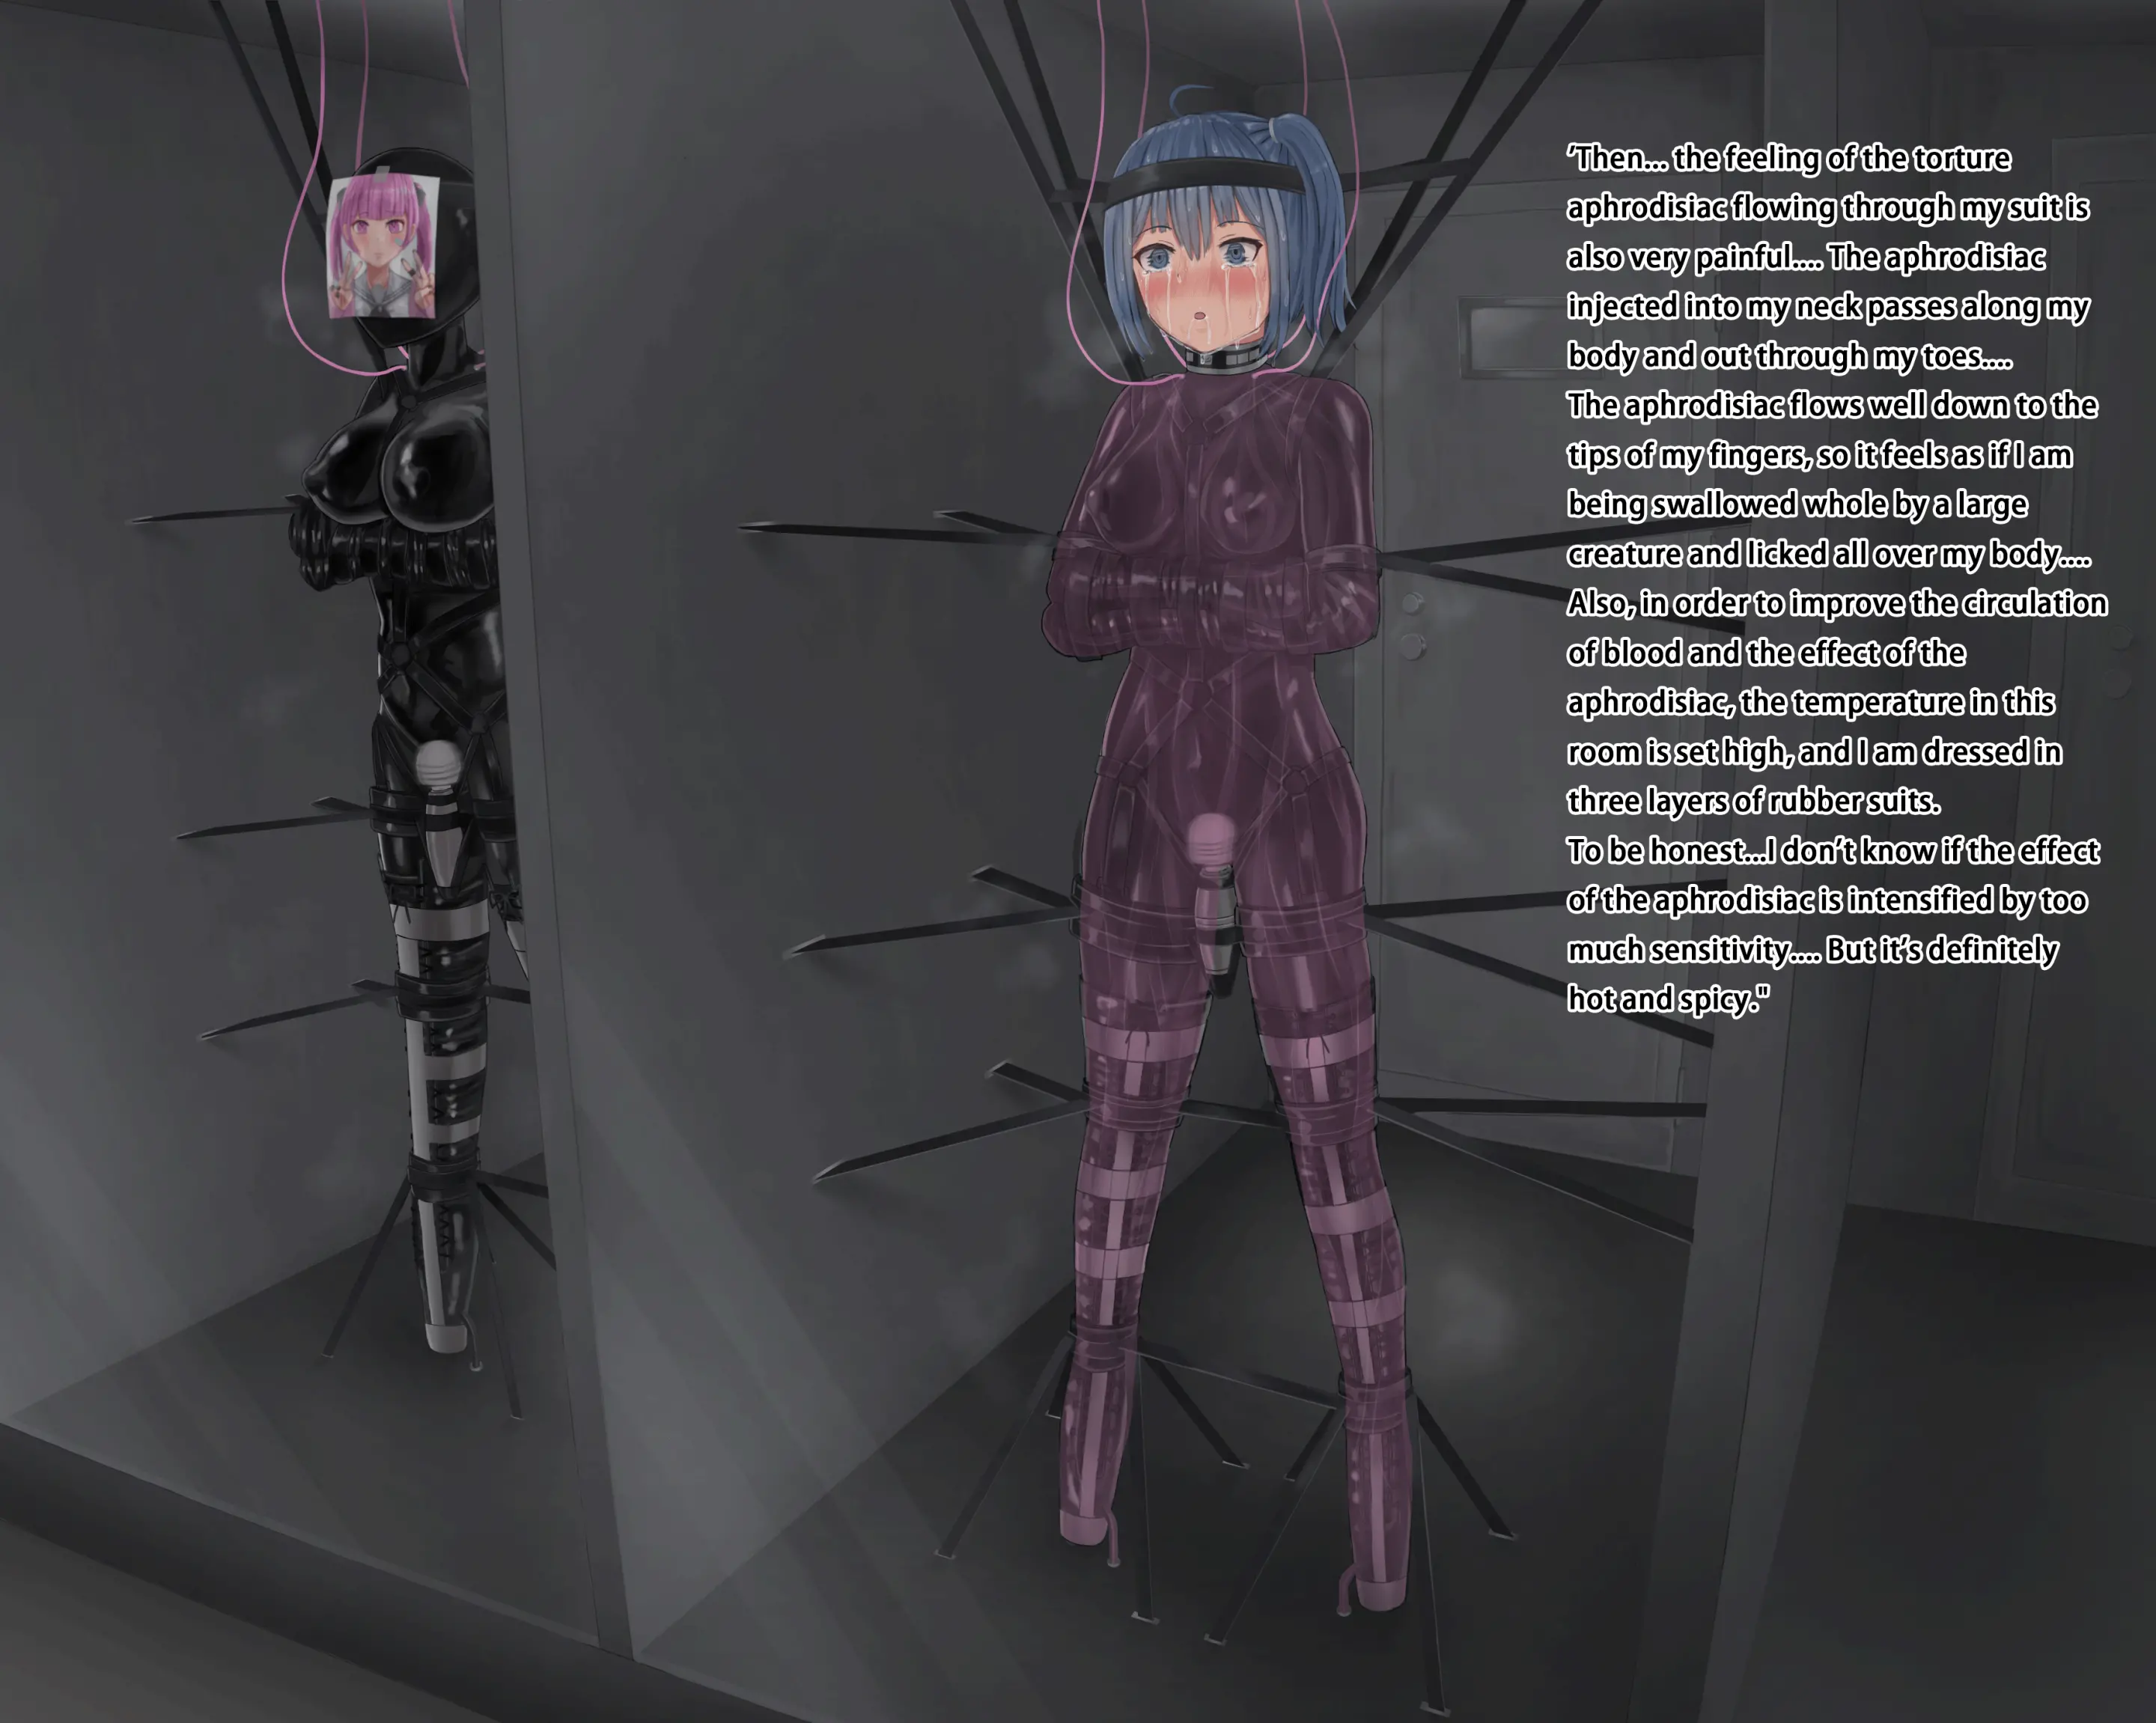 ‘Then... the feeling of the torture
aphrodisiac flowing through my suit is
also very painful.... The aphrodisiac
injected into my neck passes along my
body and out through my toes....
The aphrodisiac flows well down to the
tips of my fingers, so it feels as if I am
being swallowed whole by a large
creature and licked all over my body....
Also, in order to improve the circulation
of blood and the effect of the
aphrodisiac, the temperature in this
room is set high, and I am dressed in
three layers of rubber suits.
To be honest...I don’t know if the effect
of the aphrodisiac is intensified by too
much sensitivity.... But it’s definitely
hot and spicy."